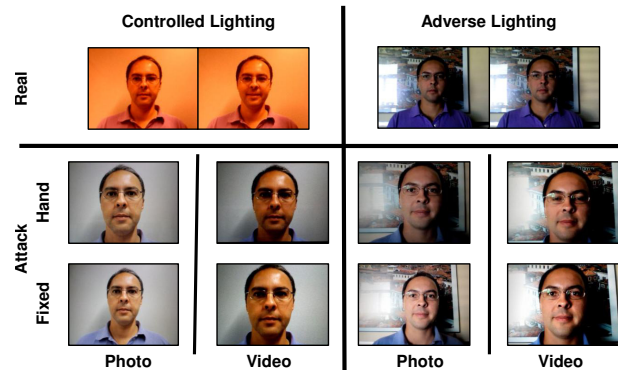 Controlled Lighting
Adverse Lighting
Real
Attack
Hand
Fixed
Photo
Video
Photo
Video